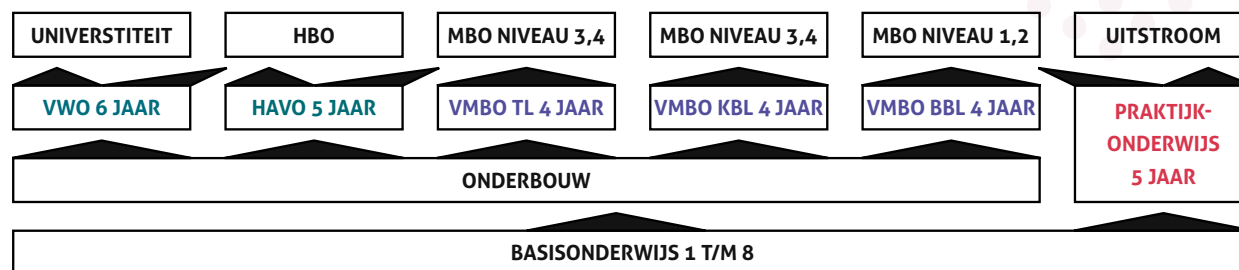 UNIVERSTITEIT
HBO
MBO NIVEAU 3,4
MBO NIVEAU 3,4
MBO NIVEAU 1,2
UITSTROOM
VWO 6 JAAR
HAVO 5 JAAR
VMBO TL 4 JAAR
VMBO KBL 4 JAAR
VMBO BBL 4 JAAR
PRAKTIJK-
ONDERWIJS
5 JAAR
ONDERBOUW
BASISONDERWIJS 1 T/M 8